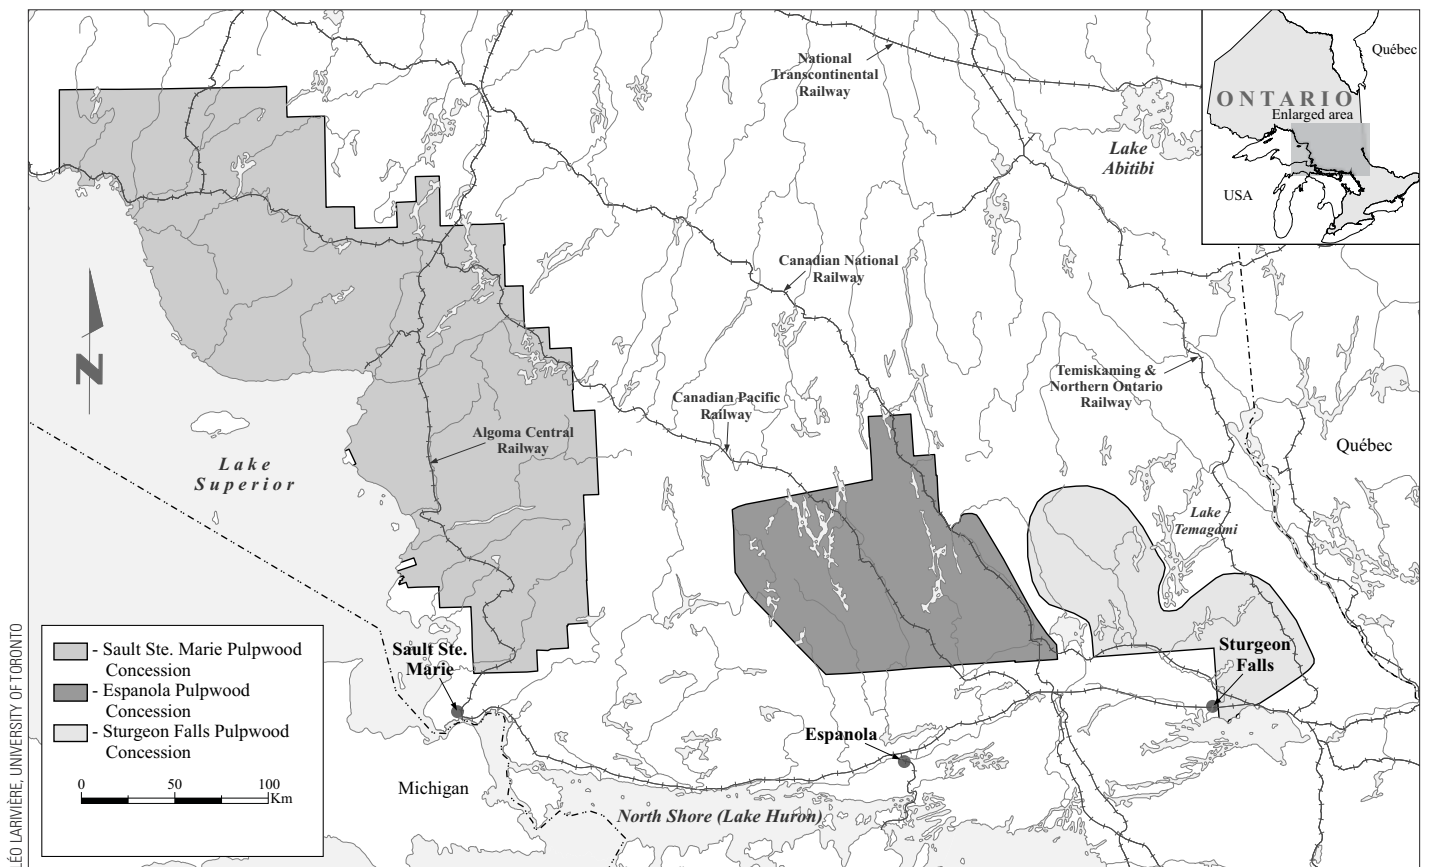 National
Transcontinental
Railway
Québec
ONTARIO
Enlarged area
USA
Lake
Abitibi
Canadian National
Railway
N
Temiskaming &
Northern Ontario
Railway
Canadian Pacific
Railway
Algoma Central
Railway
Québec
Lake
Superior
Lake
Temagami
Sault Ste.
Marie
Sturgeon
Falls
Espanola
Michigan
North Shore (Lake Huron)
- Sault Ste. Marie Pulpwood
Concession
- Espanola Pulpwood
Concession
- Sturgeon Falls Pulpwood
Concession
0 50 100
Km
LÉO LARIVIÈRE, UNIVERSITY OF TORONTO